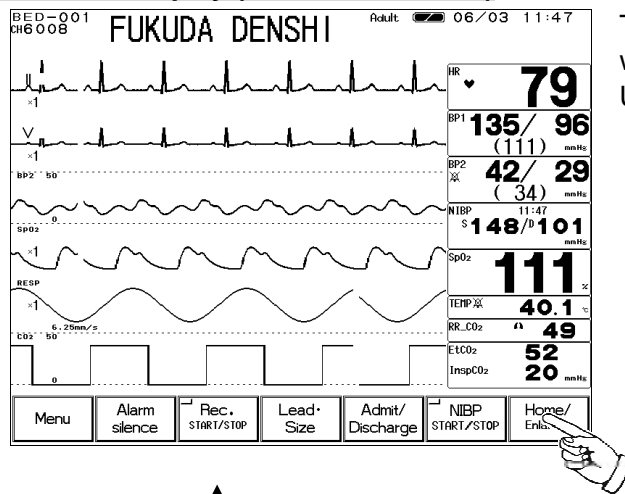 BED-001
CH6008
FUKUDA DENSHI
Adult
06/03 11:47
II
×1
V
×1
BP2 50
0
SpO2
×1
RESP
×1
6.25mm/s
CO2 50
0
HR
79
BP1
135/ 96
(111) mmHg
BP2
42/ 29
( 34) mmHg
NIBP 11:47
S148/D101
mmHg
SpO2
111 %
TEMP
40.1 ℃
RR_CO2
49
EtCO2 52
InspCO2 20 mmHg
Menu
Alarm
silence
Rec.
START/STOP
Lead·
Size
Admit/
Discharge
NIBP
START/STOP
Home/